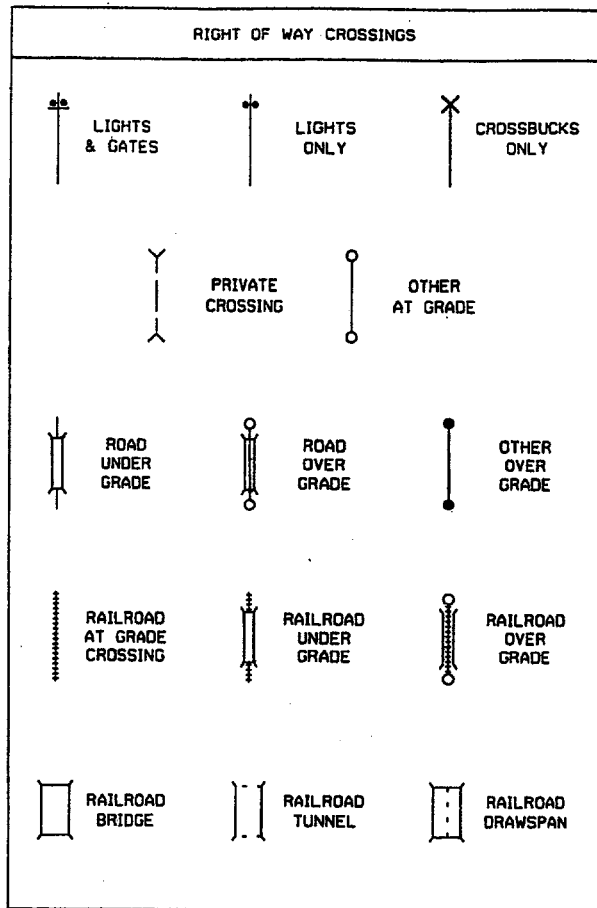 RIGHT OF WAY CROSSINGS
LIGHTS
& GATES
LIGHTS
ONLY
CROSSBUCKS
ONLY
PRIVATE
CROSSING
OTHER
AT GRADE
ROAD
UNDER
GRADE
ROAD
OVER
GRADE
OTHER
OVER
GRADE
RAILROAD
AT GRADE
CROSSING
RAILROAD
UNDER
GRADE
RAILROAD
OVER
GRADE
RAILROAD
BRIDGE
RAILROAD
TUNNEL
RAILROAD
DRAWSPAN